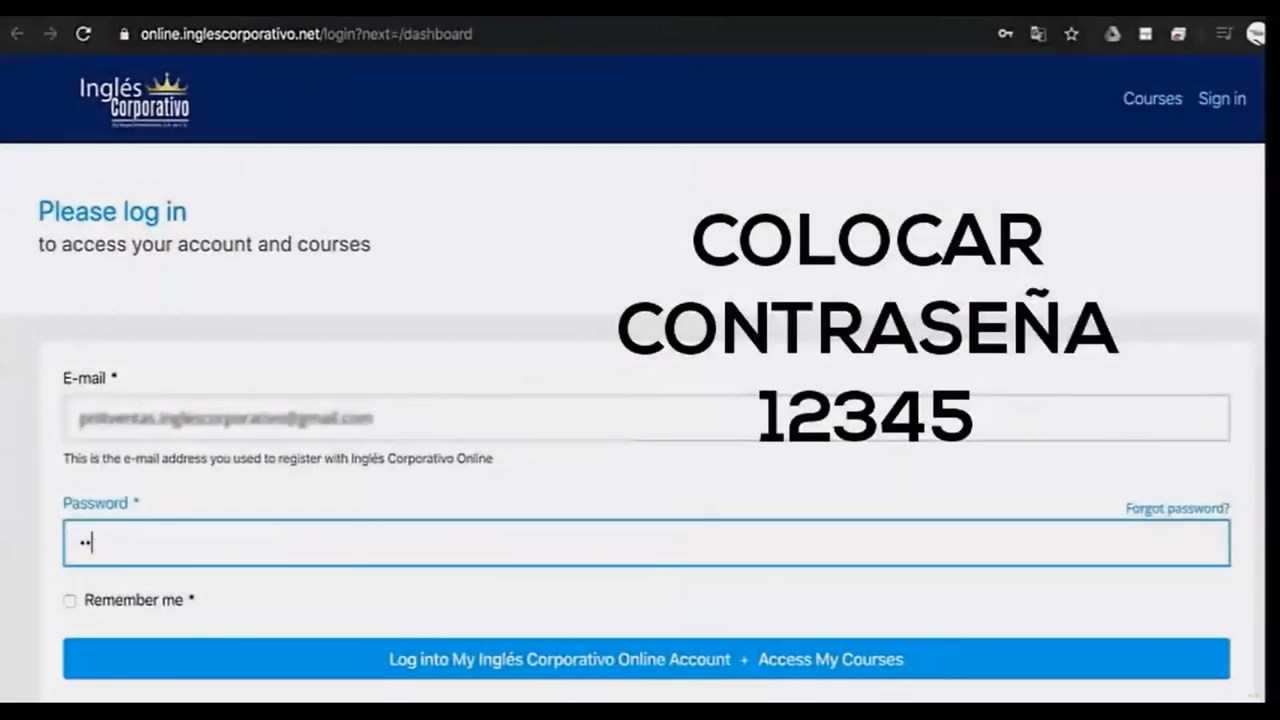 online.inglescorporativo.net/login?next=/dashboard
Inglés
Corporativo
Courses Sign in
Please log in
to access your account and courses
COLOCAR
CONTRASEÑA
12345
E-mail *
This is the e-mail address you used to register with Inglés Corporativo Online
Password *
Forgot password?
Remember me *
Log into My Inglés Corporativo Online Account + Access My Courses